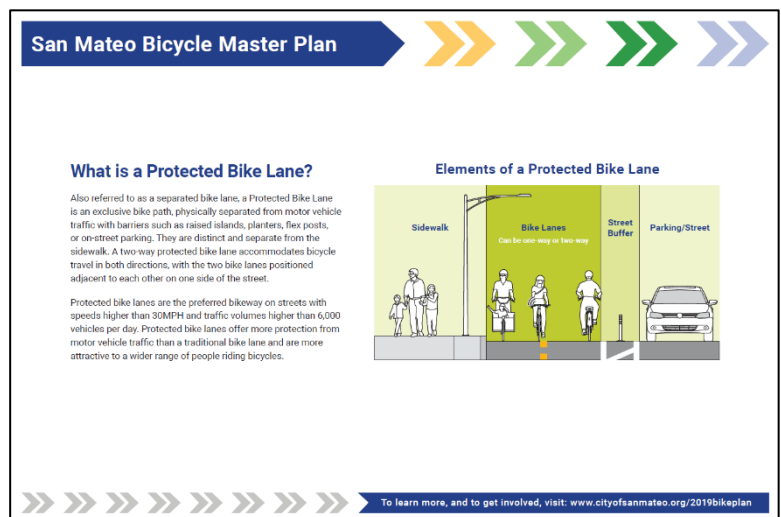 San Mateo Bicycle Master Plan
What is a Protected Bike Lane?
Also referred to as a separated bike lane, a Protected Bike Lane
is an exclusive bike path, physically separated from motor vehicle
traffic with barriers such as raised islands, planters, flex posts,
or on-street parking. They are distinct and separate from the
sidewalk. A two-way protected bike lane accommodates bicycle
travel in both directions, with the two bike lanes positioned
adjacent to each other on one side of the street.
Protected bike lanes are the preferred bikeway on streets with
speeds higher than 30MPH and traffic volumes higher than 6,000
vehicles per day. Protected bike lanes offer more protection from
motor vehicle traffic than a traditional bike lane and are more
attractive to a wider range of people riding bicycles.
Elements of a Protected Bike Lane
Sidewalk
Bike Lanes
Can be one-way or two-way
Street
Buffer
Parking/Street
To learn more, and to get involved, visit: www.cityofsanmateo.org/2019bikeplan